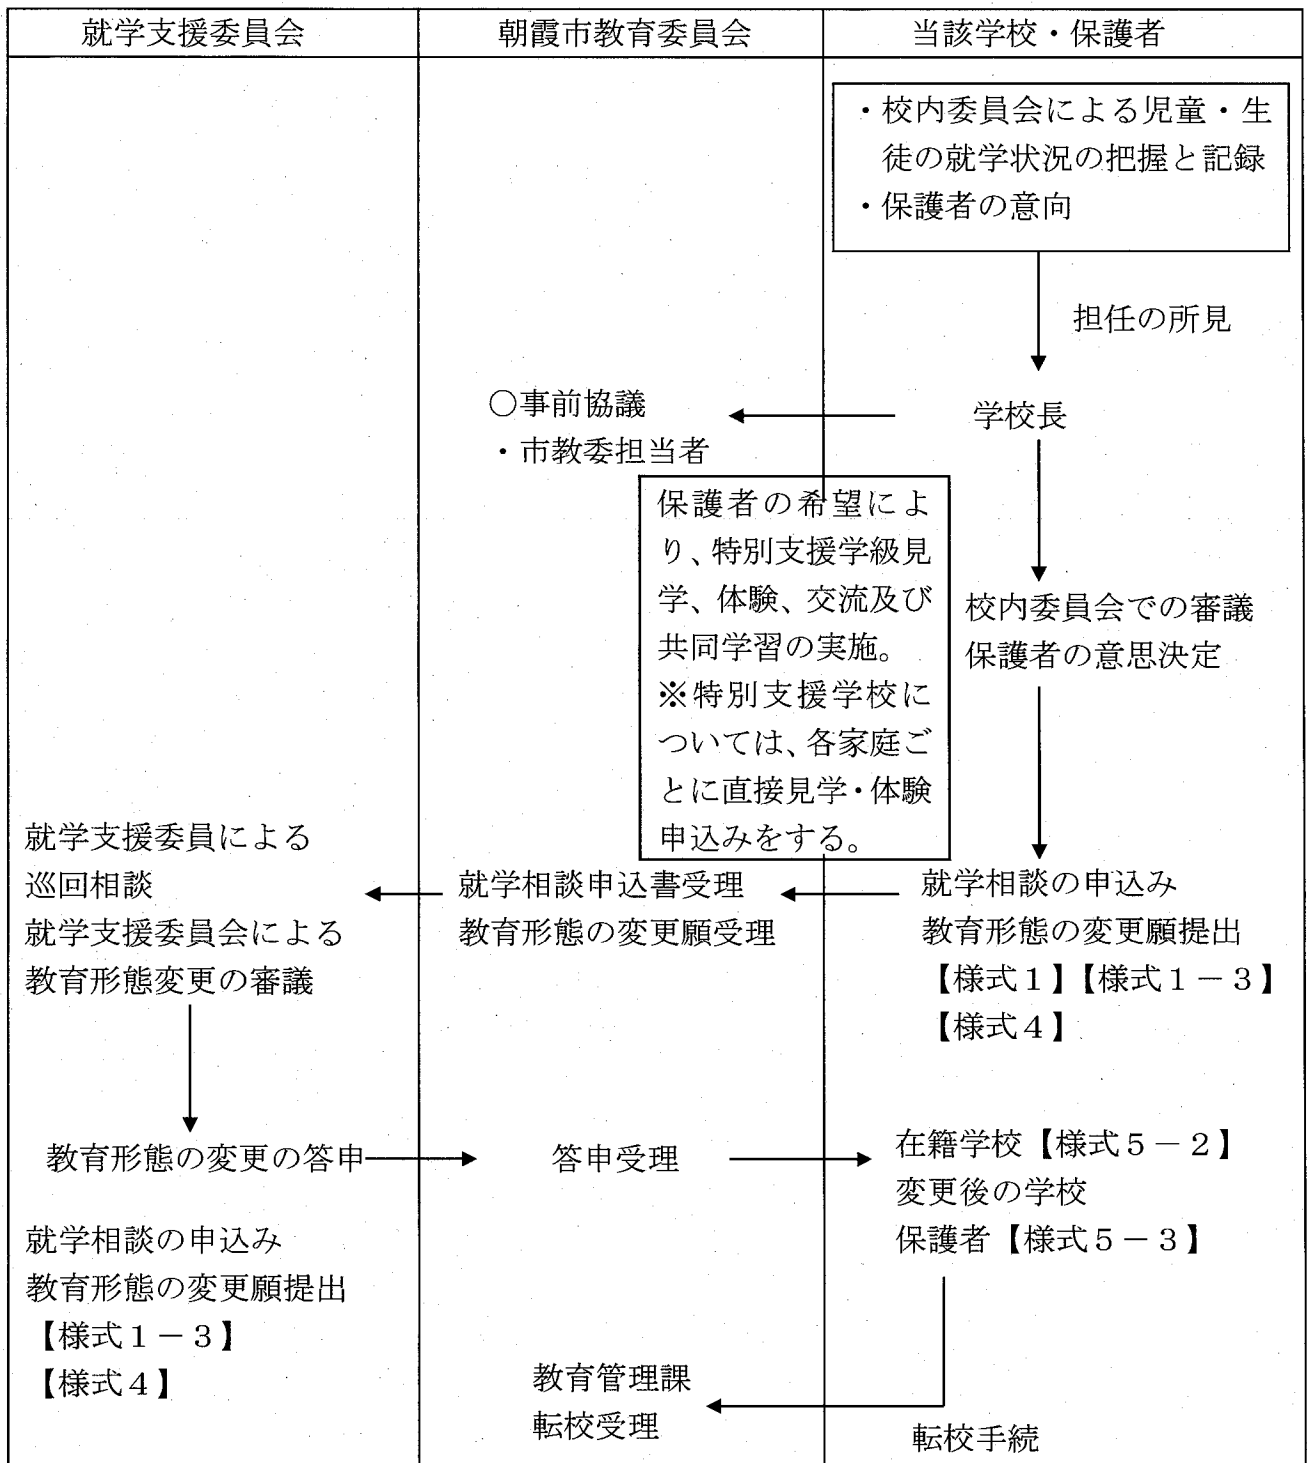 就学支援委員会
朝霞市教育委員会
当該学校・保護者
・校内委員会による児童・生
徒の就学状況の把握と記録
・保護者の意向
担任の所見
○事前協議
・市教委担当者
学校長
保護者の希望によ
り、特別支援学級見
学、体験、交流及び
共同学習の実施。
※特別支援学校に
ついては、各家庭ご
とに直接見学・体験
申込みをする。
校内委員会での審議
保護者の意思決定
就学支援委員による
巡回相談
就学支援委員会による
教育形態変更の審議
就学相談申込書受理
教育形態の変更願受理
就学相談の申込み
教育形態の変更願提出
【様式1】【様式1-3】
【様式4】
教育形態の変更の答申
答申受理
在籍学校【様式5-2】
変更後の学校
保護者【様式5-3】
就学相談の申込み
教育形態の変更願提出
【様式1-3】
【様式4】
教育管理課
転校受理
転校手続